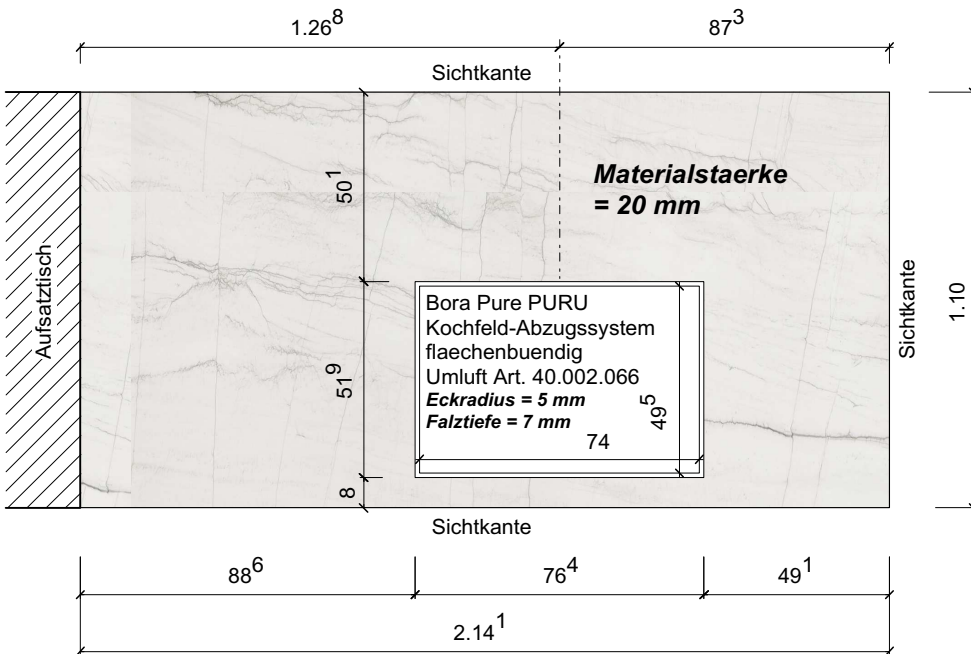 1.26⁸
87³
Sichtkante
Materialstaerke
= 20 mm
50¹
Aufsatztisch
Sichtkante
1.10
Bora Pure PURU
Kochfeld-Abzugssystem
flaechenbuendig
Umluft Art. 40.002.066
Eckradius = 5 mm
Falztiefe = 7 mm
51⁹
49⁵
74
8
Sichtkante
88⁶
76⁴
49¹
2.14¹